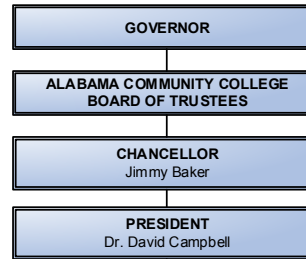 GOVERNOR
ALABAMA COMMUNITY COLLEGE
BOARD OF TRUSTEES
CHANCELLOR
Jimmy Baker
PRESIDENT
Dr. David Campbell